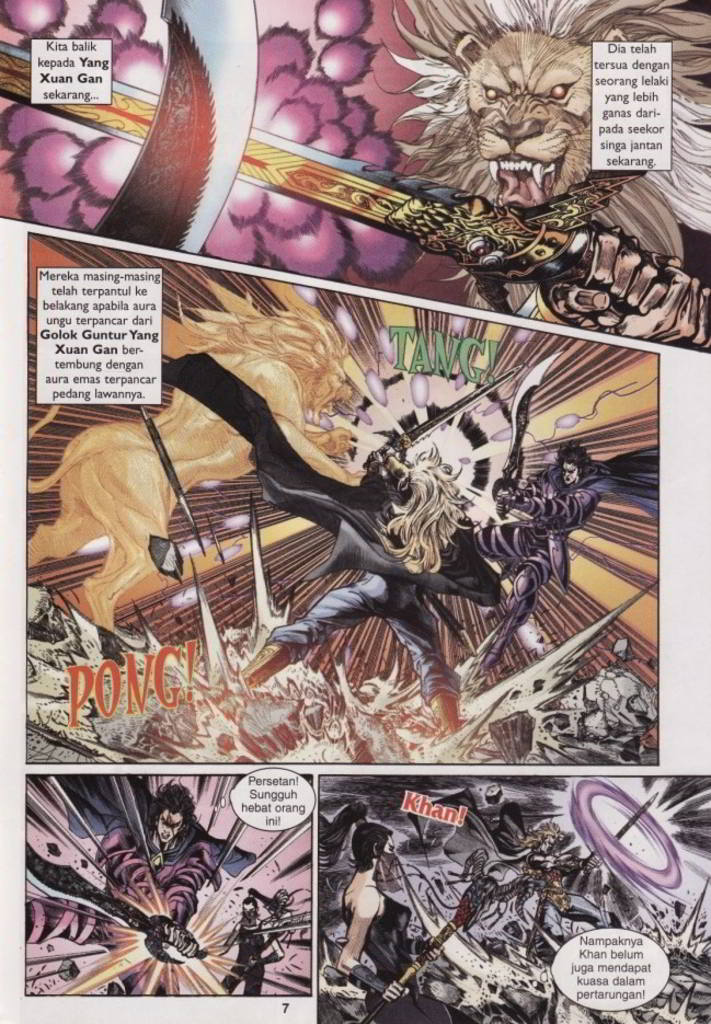 Kita balik
kepada Yang
Xuan Gan
sekarang...
Dia telah
tersua dengan
seorang lelaki
yang lebih
ganas dari-
pada seekor
singa jantan
sekarang.
Mereka masing-masing
telah terpantul ke
belakang apabila aura
ungu terpancar dari
Golok Guntur Yang
Xuan Gan ber-
tembung dengan
aura emas terpancar
pedang lawannya.
TANG!
PONG!
Persetan!
Sungguh
hebat orang
ini!
Khan!
Nampaknya
Khan belum
juga mendapat
kuasa dalam
pertarungan!
7